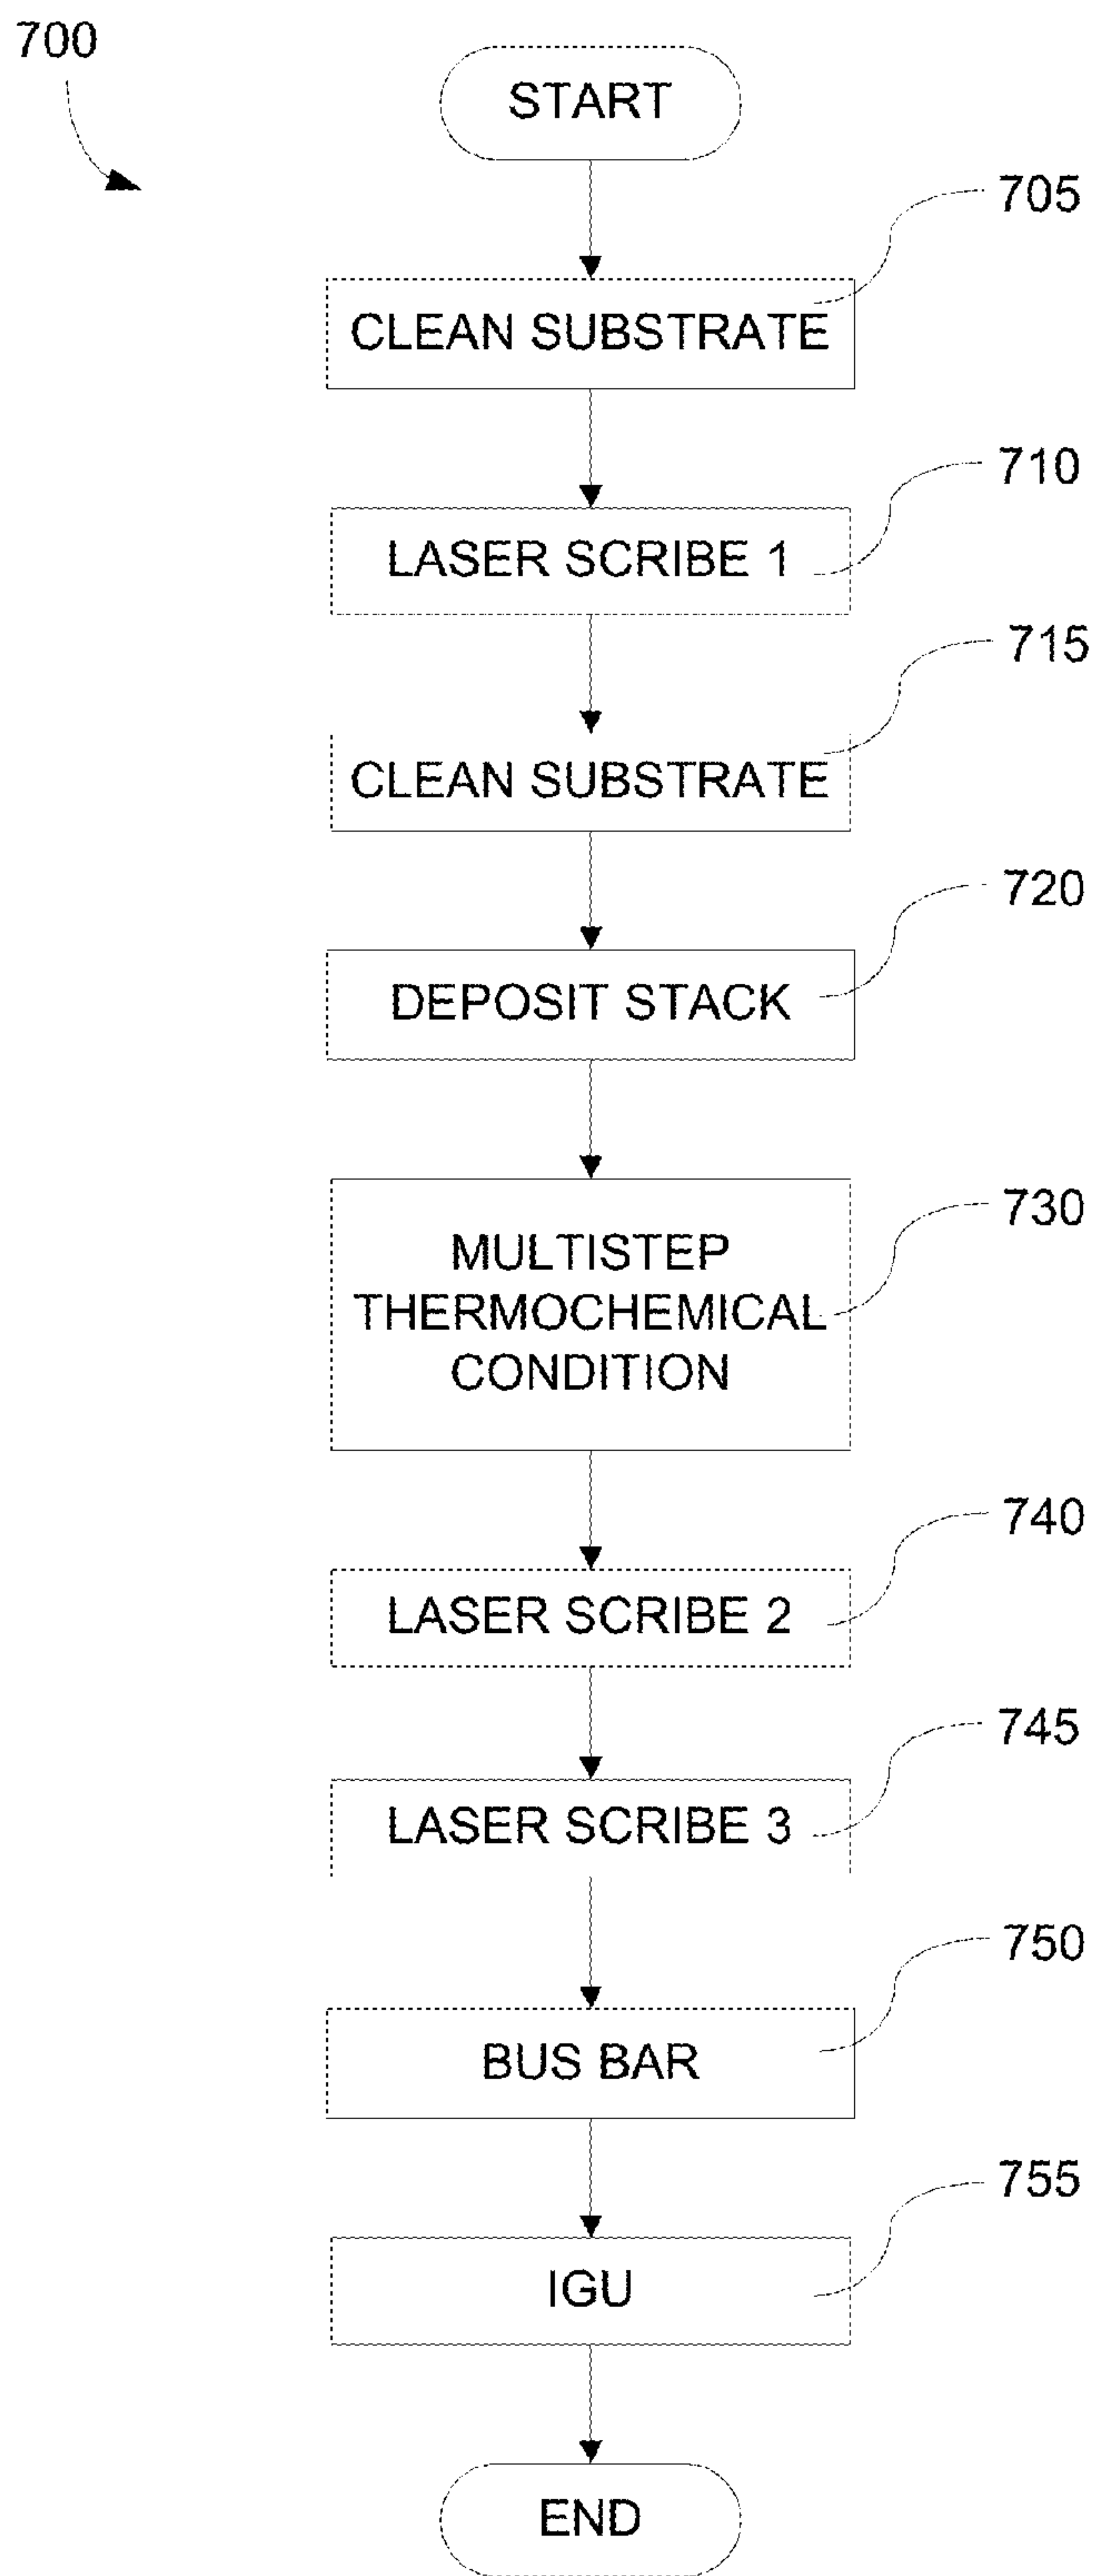 700
START
705
CLEAN SUBSTRATE
710
LASER SCRIBE 1
715
CLEAN SUBSTRATE
720
DEPOSIT STACK
730
MULTISTEP
THERMOCHEMICAL
CONDITION
740
LASER SCRIBE 2
745
LASER SCRIBE 3
750
BUS BAR
755
IGU
END